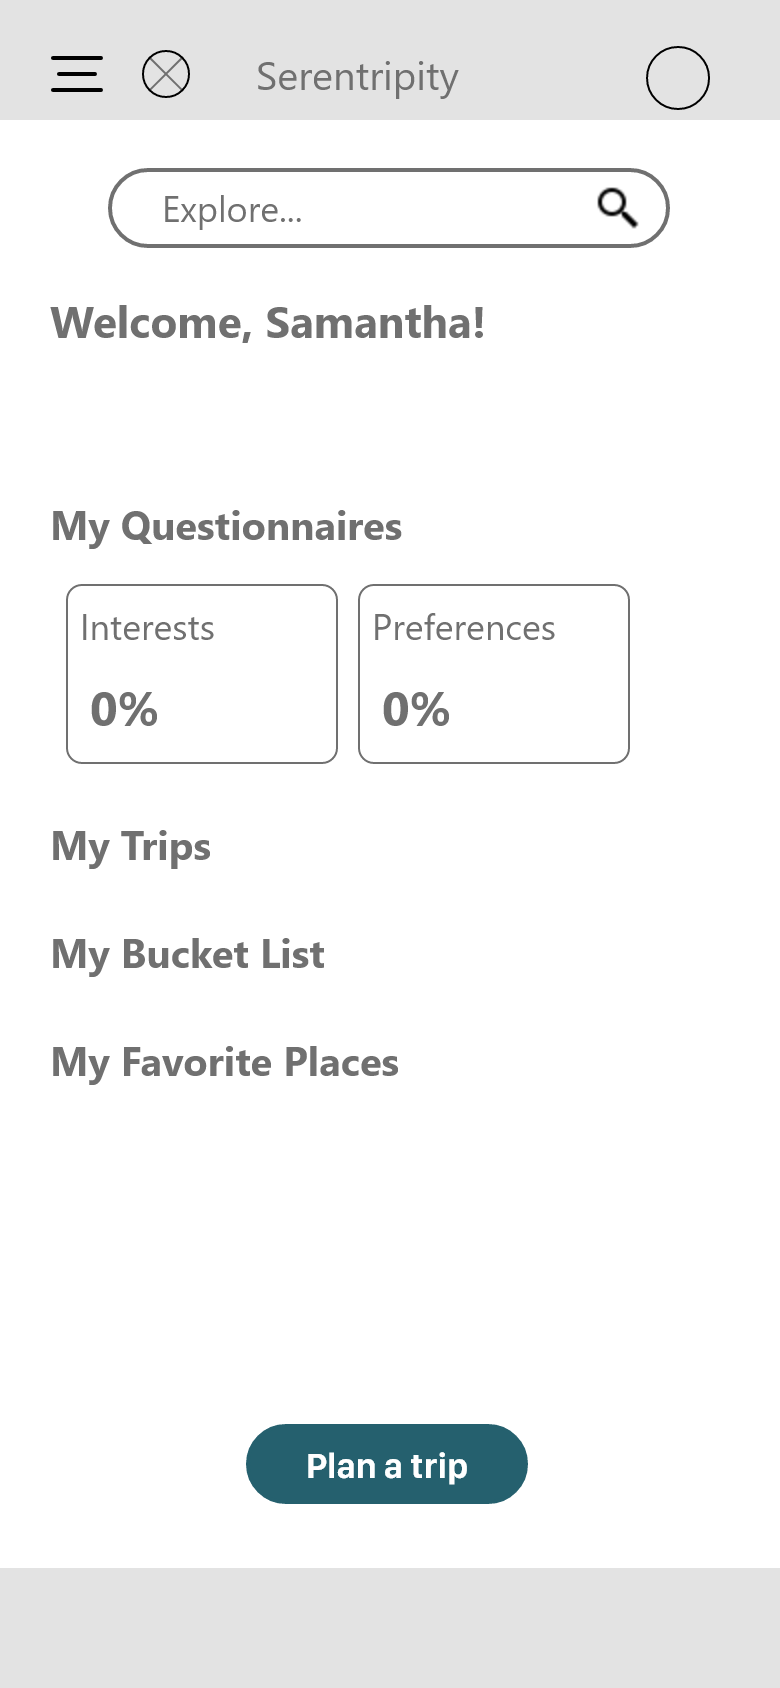 Serentripity
Explore...
Welcome, Samantha!
My Questionnaires
Interests
0%
Preferences
0%
My Trips
My Bucket List
My Favorite Places
Plan a trip